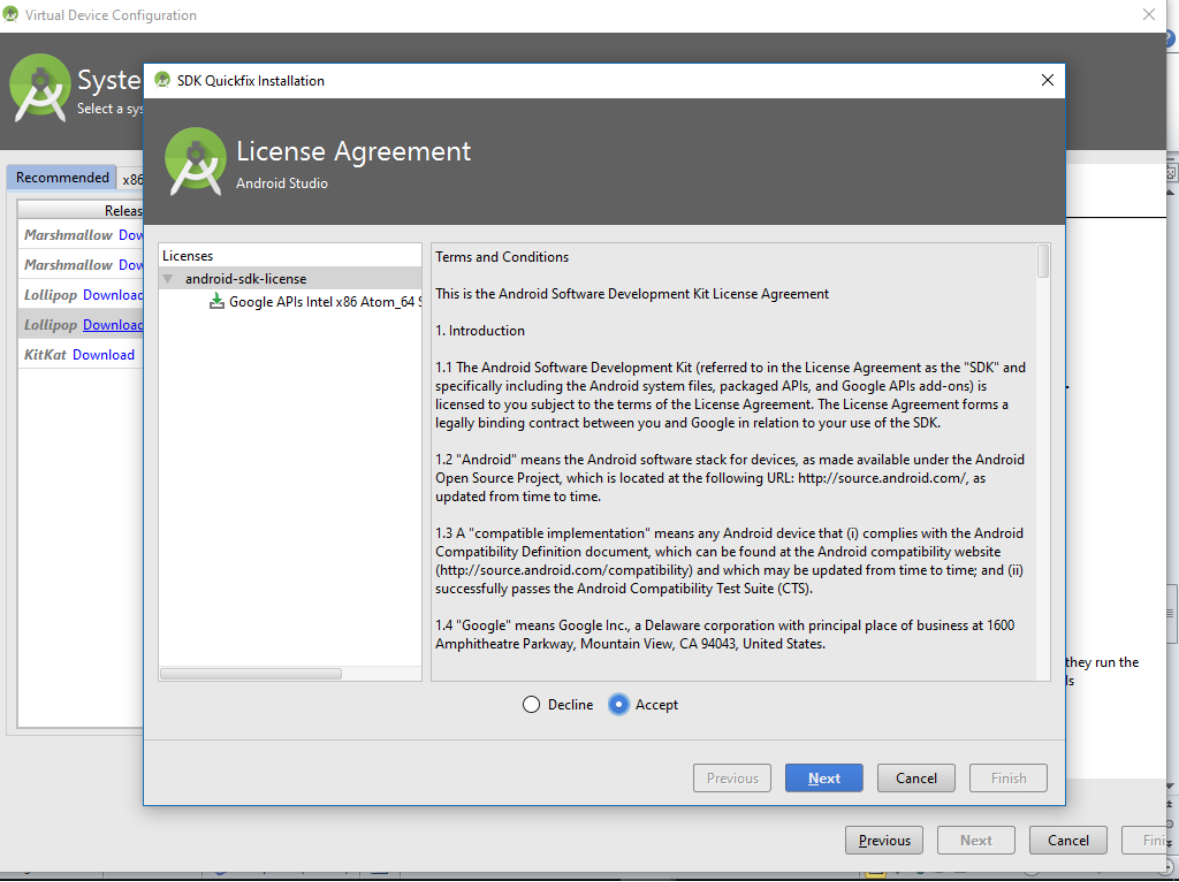 Virtual Device Configuration
Syste
Select a sys
SDK Quickfix Installation
License Agreement
Android Studio
Recommended
x86
Releas
Marshmallow Dow
Marshmallow Dow
Lollipop Download
Lollipop Download
KitKat Download
Licenses
android-sdk-license
Google APIs Intel x86 Atom_64 S
Terms and Conditions
This is the Android Software Development Kit License Agreement
1. Introduction
1.1 The Android Software Development Kit (referred to in the License Agreement as the "SDK" and
specifically including the Android system files, packaged APIs, and Google APIs add-ons) is
licensed to you subject to the terms of the License Agreement. The License Agreement forms a
legally binding contract between you and Google in relation to your use of the SDK.
1.2 "Android" means the Android software stack for devices, as made available under the Android
Open Source Project, which is located at the following URL: http://source.android.com/, as
updated from time to time.
1.3 A "compatible implementation" means any Android device that (i) complies with the Android
Compatibility Definition document, which can be found at the Android compatibility website
(http://source.android.com/compatibility) and which may be updated from time to time; and (ii)
successfully passes the Android Compatibility Test Suite (CTS).
1.4 "Google" means Google Inc., a Delaware corporation with principal place of business at 1600
Amphitheatre Parkway, Mountain View, CA 94043, United States.
they run the
ls
Decline
Accept
Previous
Next
Cancel
Finish
Previous
Next
Cancel
Fini